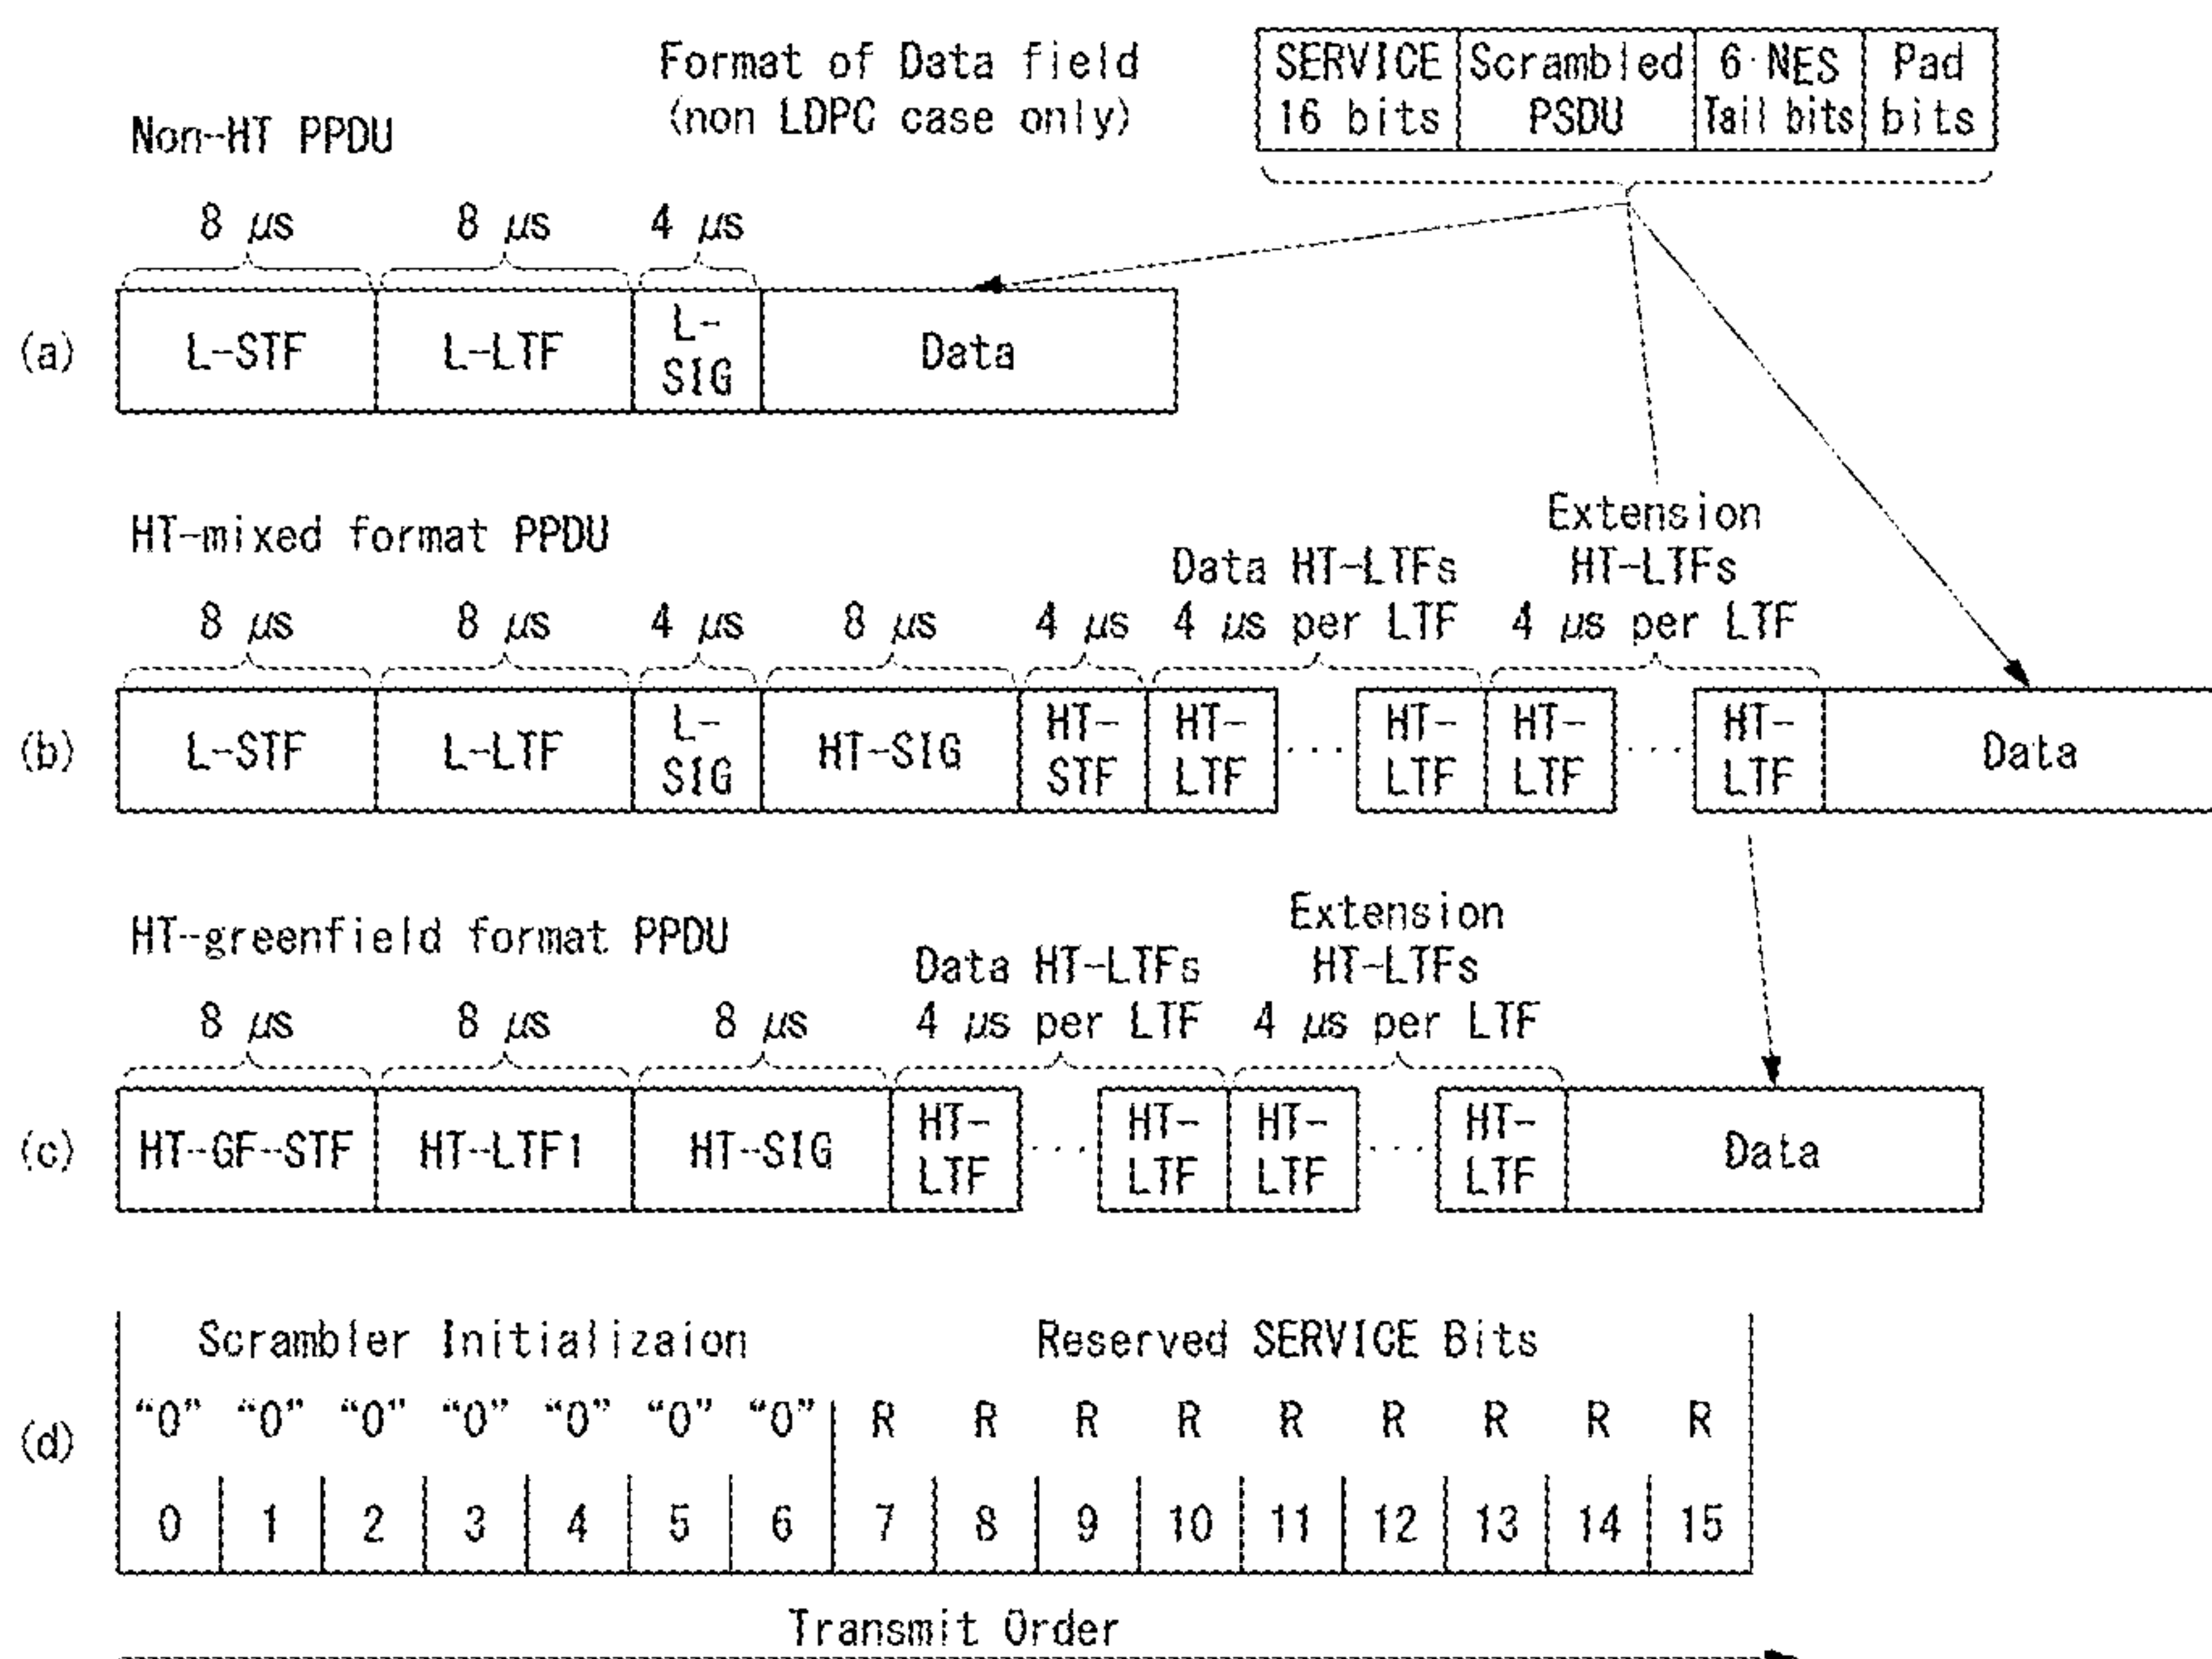 Format of Data field
(non LDPC case only)
SERVICE 16 bits
Scrambled PSDU
6·NES Tail bits
Pad bits
Non-HT PPDU
8 µs 8 µs 4 µs
(a) L-STF L-LTF L-SIG Data
HT-mixed format PPDU
Data HT-LTFs
Extension HT-LTFs
8 µs 8 µs 4 µs 8 µs 4 µs 4 µs per LTF 4 µs per LTF
(b) L-STF L-LTF L-SIG HT-SIG HT-STF HT-LTF ... HT-LTF HT-LTF ... HT-LTF Data
HT-greenfield format PPDU
Data HT-LTFs
Extension HT-LTFs
8 µs 8 µs 8 µs 4 µs per LTF 4 µs per LTF
(c) HT-GF-STF HT-LTF1 HT-SIG HT-LTF ... HT-LTF HT-LTF ... HT-LTF Data
Scrambler Initializaion Reserved SERVICE Bits
(d) “0” “0” “0” “0” “0” “0” “0” R R R R R R R R R
0 1 2 3 4 5 6 7 8 9 10 11 12 13 14 15
Transmit Order